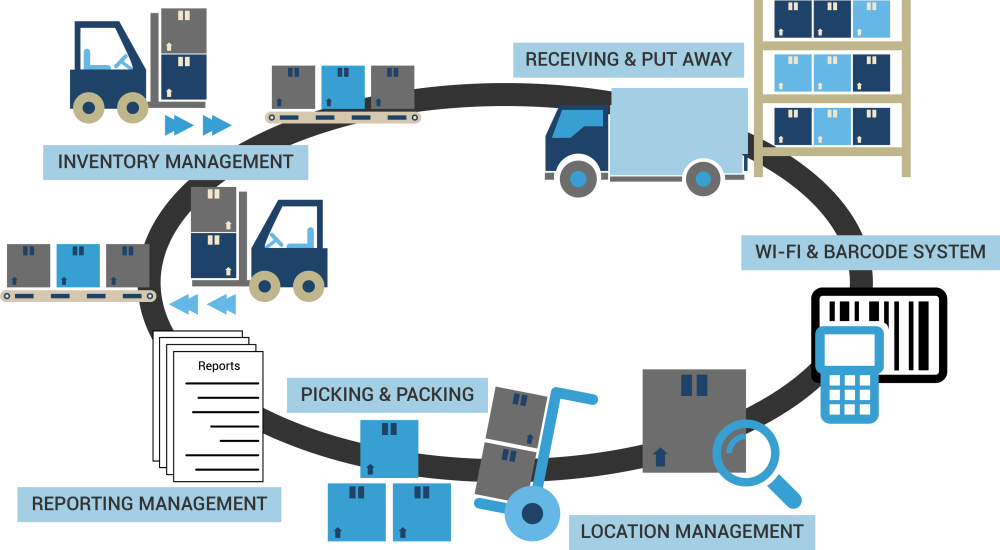 RECEIVING & PUT AWAY
INVENTORY MANAGEMENT
WI-FI & BARCODE SYSTEM
Reports
PICKING & PACKING
REPORTING MANAGEMENT
LOCATION MANAGEMENT